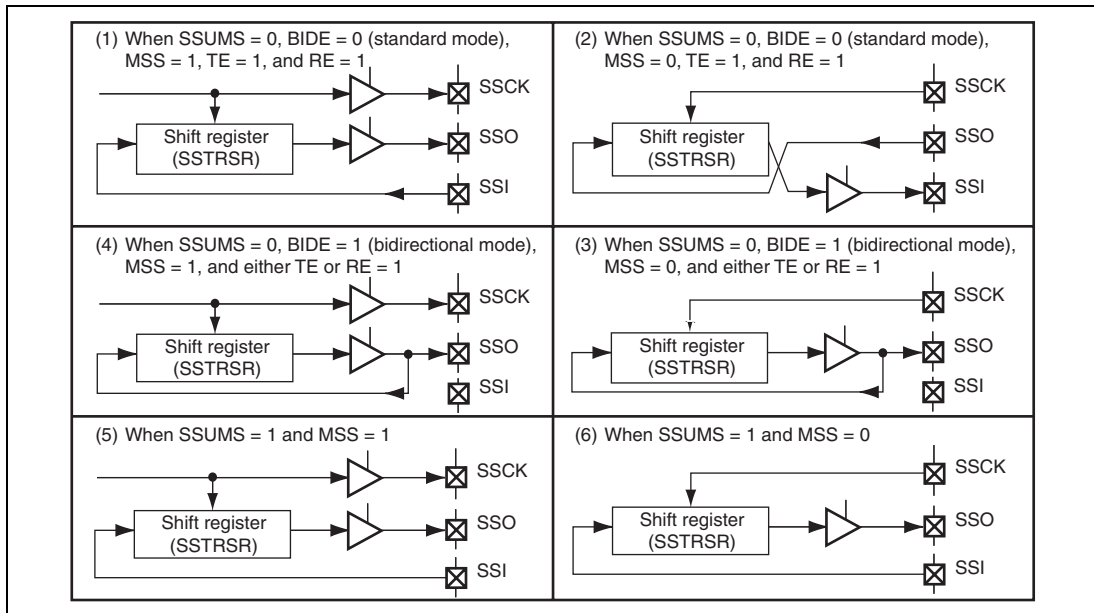 (1) When SSUMS = 0, BIDE = 0 (standard mode),
MSS = 1, TE = 1, and RE = 1
SSCK
Shift register
(SSTRSR)
SSO
SSI
(2) When SSUMS = 0, BIDE = 0 (standard mode),
MSS = 0, TE = 1, and RE = 1
SSCK
Shift register
(SSTRSR)
SSO
SSI
(4) When SSUMS = 0, BIDE = 1 (bidirectional mode),
MSS = 1, and either TE or RE = 1
SSCK
Shift register
(SSTRSR)
SSO
SSI
(3) When SSUMS = 0, BIDE = 1 (bidirectional mode),
MSS = 0, and either TE or RE = 1
SSCK
Shift register
(SSTRSR)
SSO
SSI
(5) When SSUMS = 1 and MSS = 1
SSCK
Shift register
(SSTRSR)
SSO
SSI
(6) When SSUMS = 1 and MSS = 0
SSCK
Shift register
(SSTRSR)
SSO
SSI